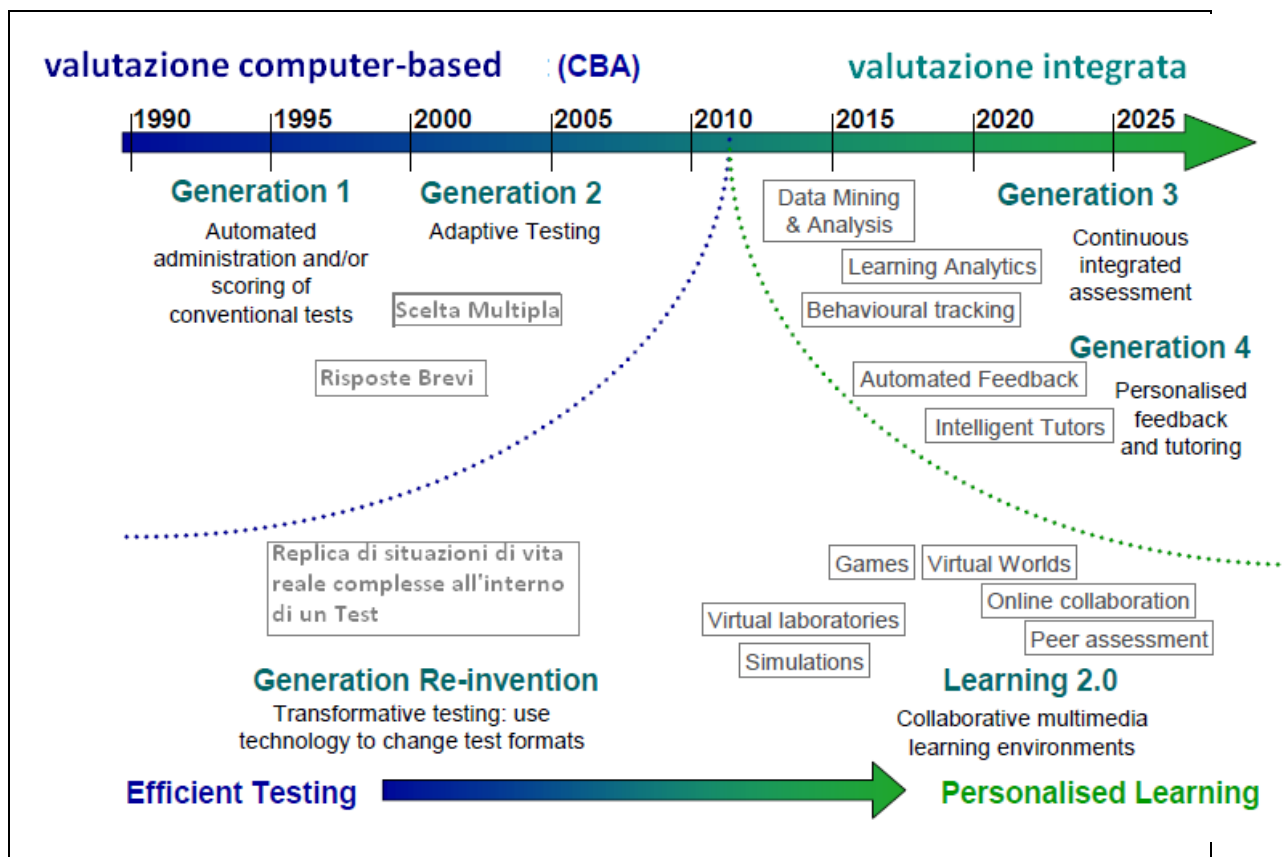 valutazione computer-based : (CBA)
valutazione integrata
1990 1995 2000 2005 2010 2015 2020 2025
Generation 1
Automated
administration and/or
scoring of
conventional tests
Generation 2
Adaptive Testing
Scelta Multipla
Risposte Brevi
Data Mining
& Analysis
Learning Analytics
Behavioural tracking
Generation 3
Continuous
integrated
assessment
Automated Feedback
Intelligent Tutors
Generation 4
Personalised
feedback
and tutoring
Replica di situazioni di vita
reale complesse all'interno
di un Test
Generation Re-invention
Transformative testing: use
technology to change test formats
Games
Virtual Worlds
Online collaboration
Virtual laboratories
Peer assessment
Simulations
Learning 2.0
Collaborative multimedia
learning environments
Efficient Testing
Personalised Learning